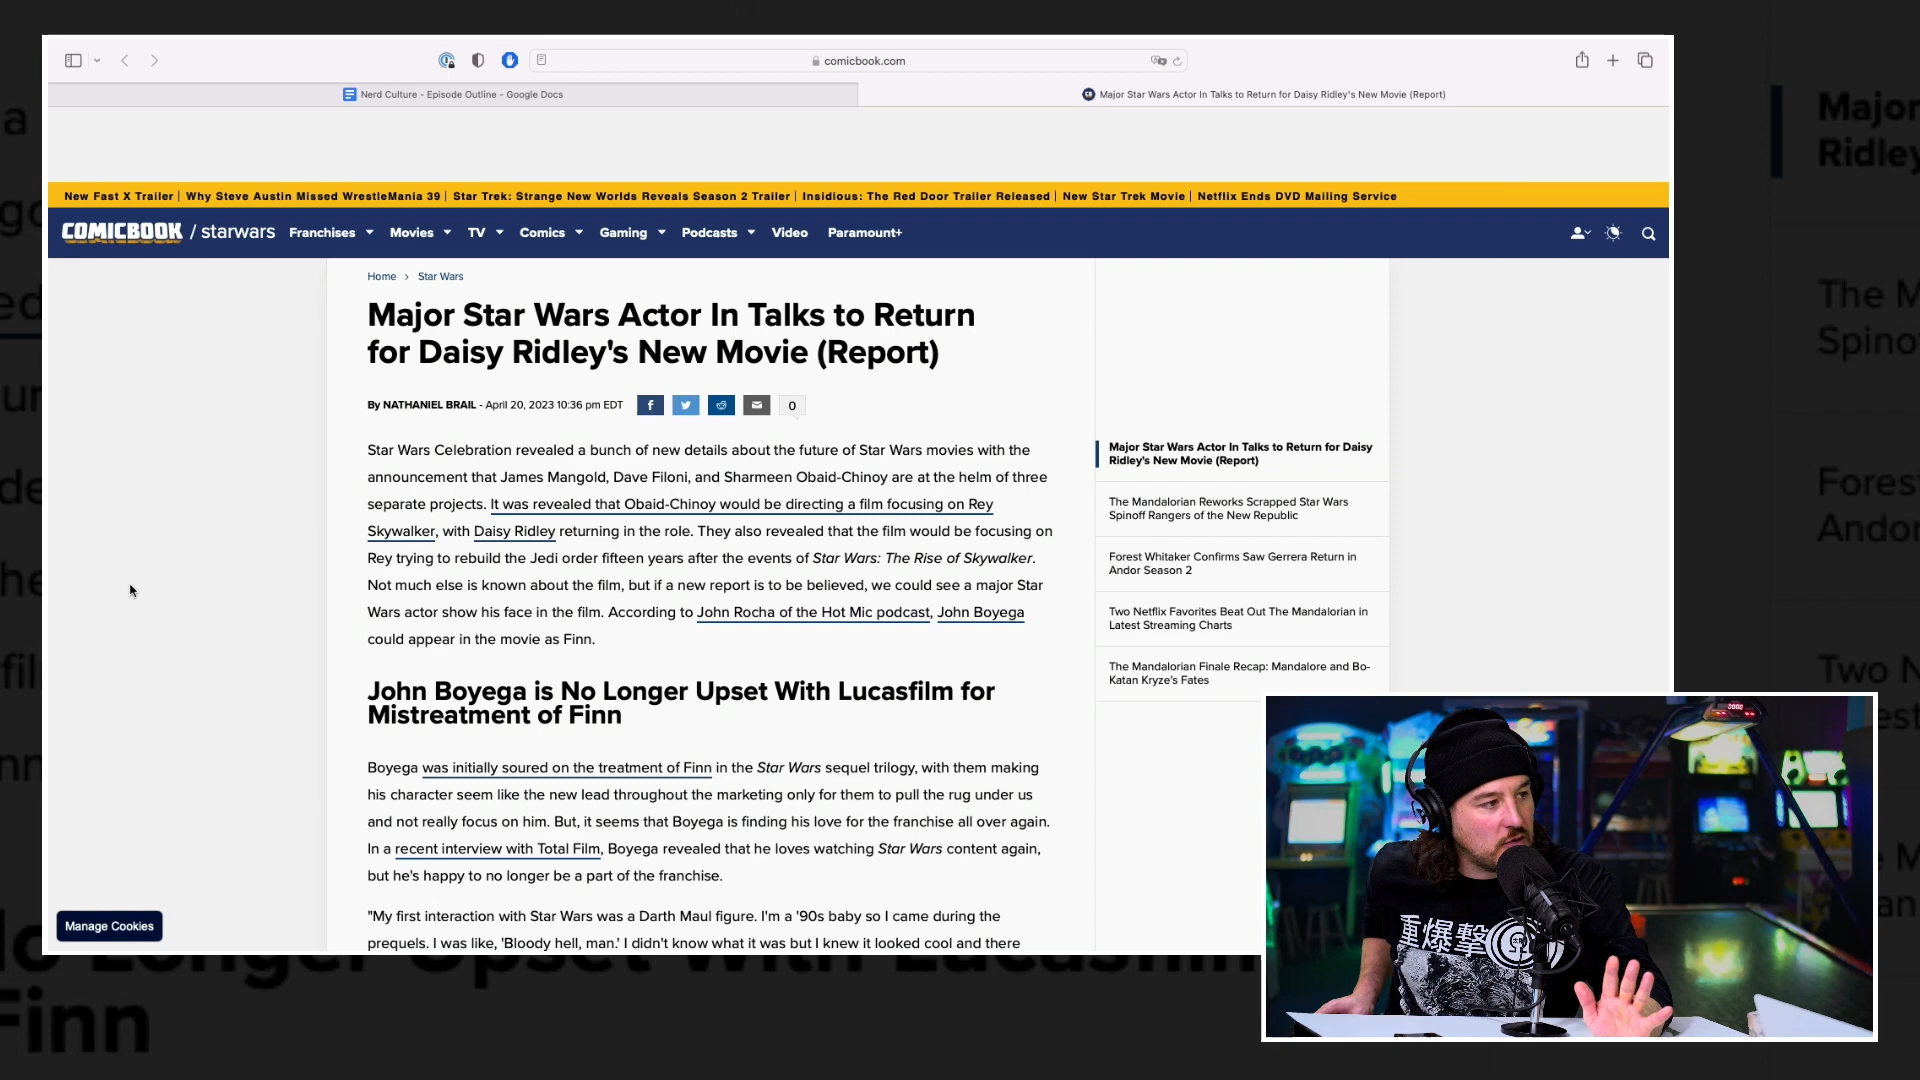 comicbook.com
Nerd Culture - Episode Outline - Google Docs
Major Star Wars Actor In Talks to Return for Daisy Ridley's New Movie (Report)
New Fast X Trailer | Why Steve Austin Missed WrestleMania 39 | Star Trek: Strange New Worlds Reveals Season 2 Trailer | Insidious: The Red Door Trailer Released | New Star Trek Movie | Netflix Ends DVD Mailing Service
COMICBOOK / starwars Franchises Movies TV Comics Gaming Podcasts Video Paramount+
Home > Star Wars
Major Star Wars Actor In Talks to Return
for Daisy Ridley's New Movie (Report)
By NATHANIEL BRAIL - April 20, 2023 10:36 pm EDT
0
Star Wars Celebration revealed a bunch of new details about the future of Star Wars movies with the
announcement that James Mangold, Dave Filoni, and Sharmeen Obaid-Chinoy are at the helm of three
separate projects. It was revealed that Obaid-Chinoy would be directing a film focusing on Rey
Skywalker, with Daisy Ridley returning in the role. They also revealed that the film would be focusing on
Rey trying to rebuild the Jedi order fifteen years after the events of Star Wars: The Rise of Skywalker.
Not much else is known about the film, but if a new report is to be believed, we could see a major Star
Wars actor show his face in the film. According to John Rocha of the Hot Mic podcast, John Boyega
could appear in the movie as Finn.
John Boyega is No Longer Upset With Lucasfilm for
Mistreatment of Finn
Boyega was initially soured on the treatment of Finn in the Star Wars sequel trilogy, with them making
his character seem like the new lead throughout the marketing only for them to pull the rug under us
and not really focus on him. But, it seems that Boyega is finding his love for the franchise all over again.
In a recent interview with Total Film, Boyega revealed that he loves watching Star Wars content again,
but he's happy to no longer be a part of the franchise.
"My first interaction with Star Wars was a Darth Maul figure. I'm a '90s baby so I came during the
prequels. I was like, 'Bloody hell, man.' I didn't know what it was but I knew it looked cool and there
Major Star Wars Actor In Talks to Return for Daisy
Ridley's New Movie (Report)
The Mandalorian Reworks Scrapped Star Wars
Spinoff Rangers of the New Republic
Forest Whitaker Confirms Saw Gerrera Return in
Andor Season 2
Two Netflix Favorites Beat Out The Mandalorian in
Latest Streaming Charts
The Mandalorian Finale Recap: Mandalore and Bo-
Katan Kryze's Fates
Manage Cookies
重爆撃
Major
Ridley
The M
Spino
Andor
Two N
Finn